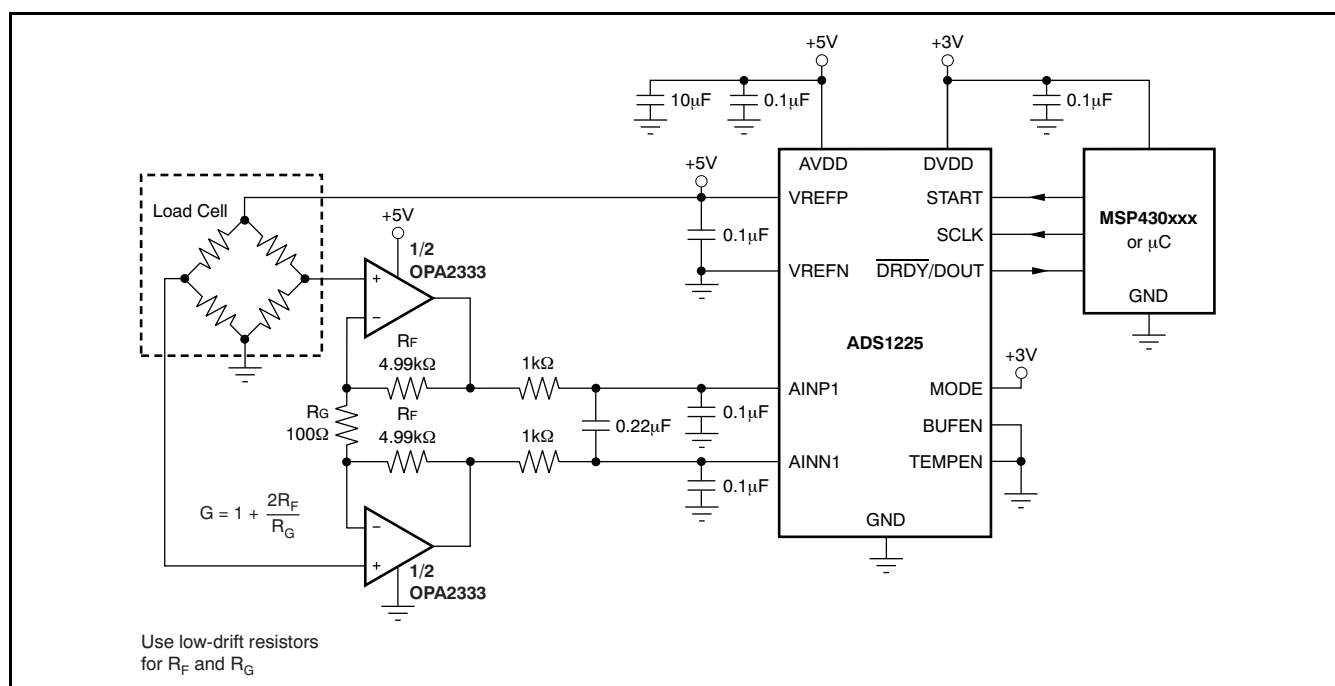 +5V
+3V
10μF
0.1μF
0.1μF
+5V
AVDD
DVDD
Load Cell
VREFP
START
MSP430xxx
or μC
+5V
1/2
OPA2333
0.1μF
SCLK
VREFN
DRDY/DOUT
+
−
GND
ADS1225
RF
4.99kΩ
1kΩ
+3V
AINP1
MODE
RG
100Ω
RF
4.99kΩ
0.22μF
0.1μF
BUFEN
1kΩ
AINN1
TEMPEN
0.1μF
G = 1 + 2RF
RG
GND
−
+
1/2
OPA2333
Use low-drift resistors
for RF and RG